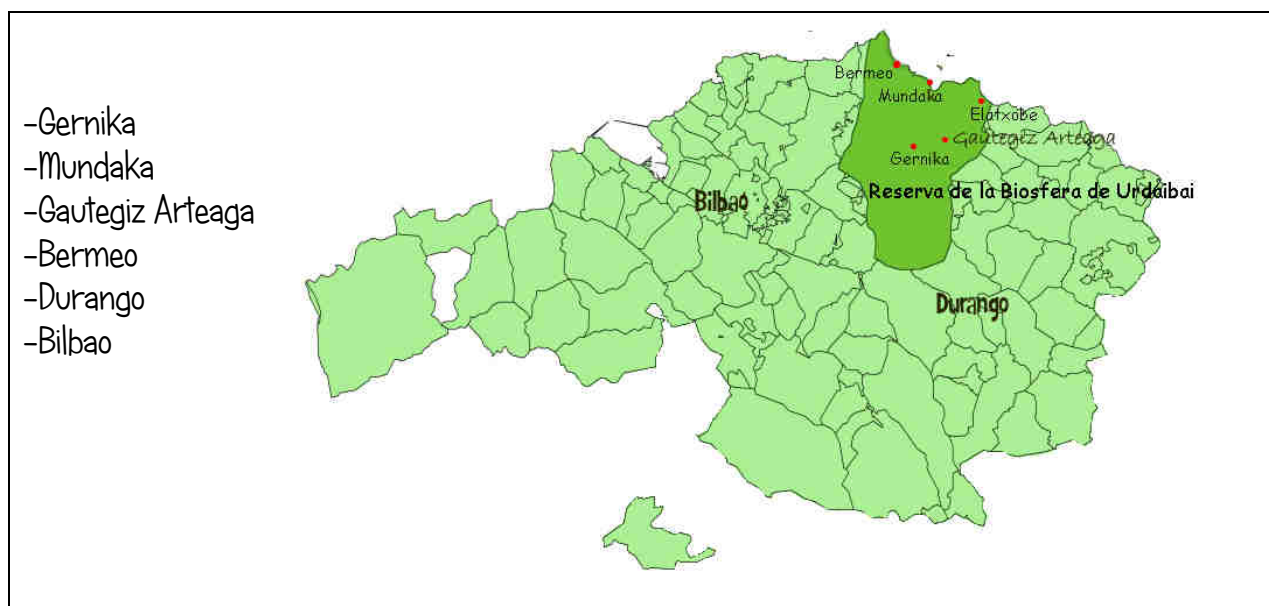 -Gernika
-Mundaka
-Gautegiz Arteaga
-Bermeo
-Durango
-Bilbao
Bermeo
Mundaka
Elatxobe
Gautegiz Arteaga
Gernika
Reserva de la Biosfera de Urdaibai
Bilbao
Durango